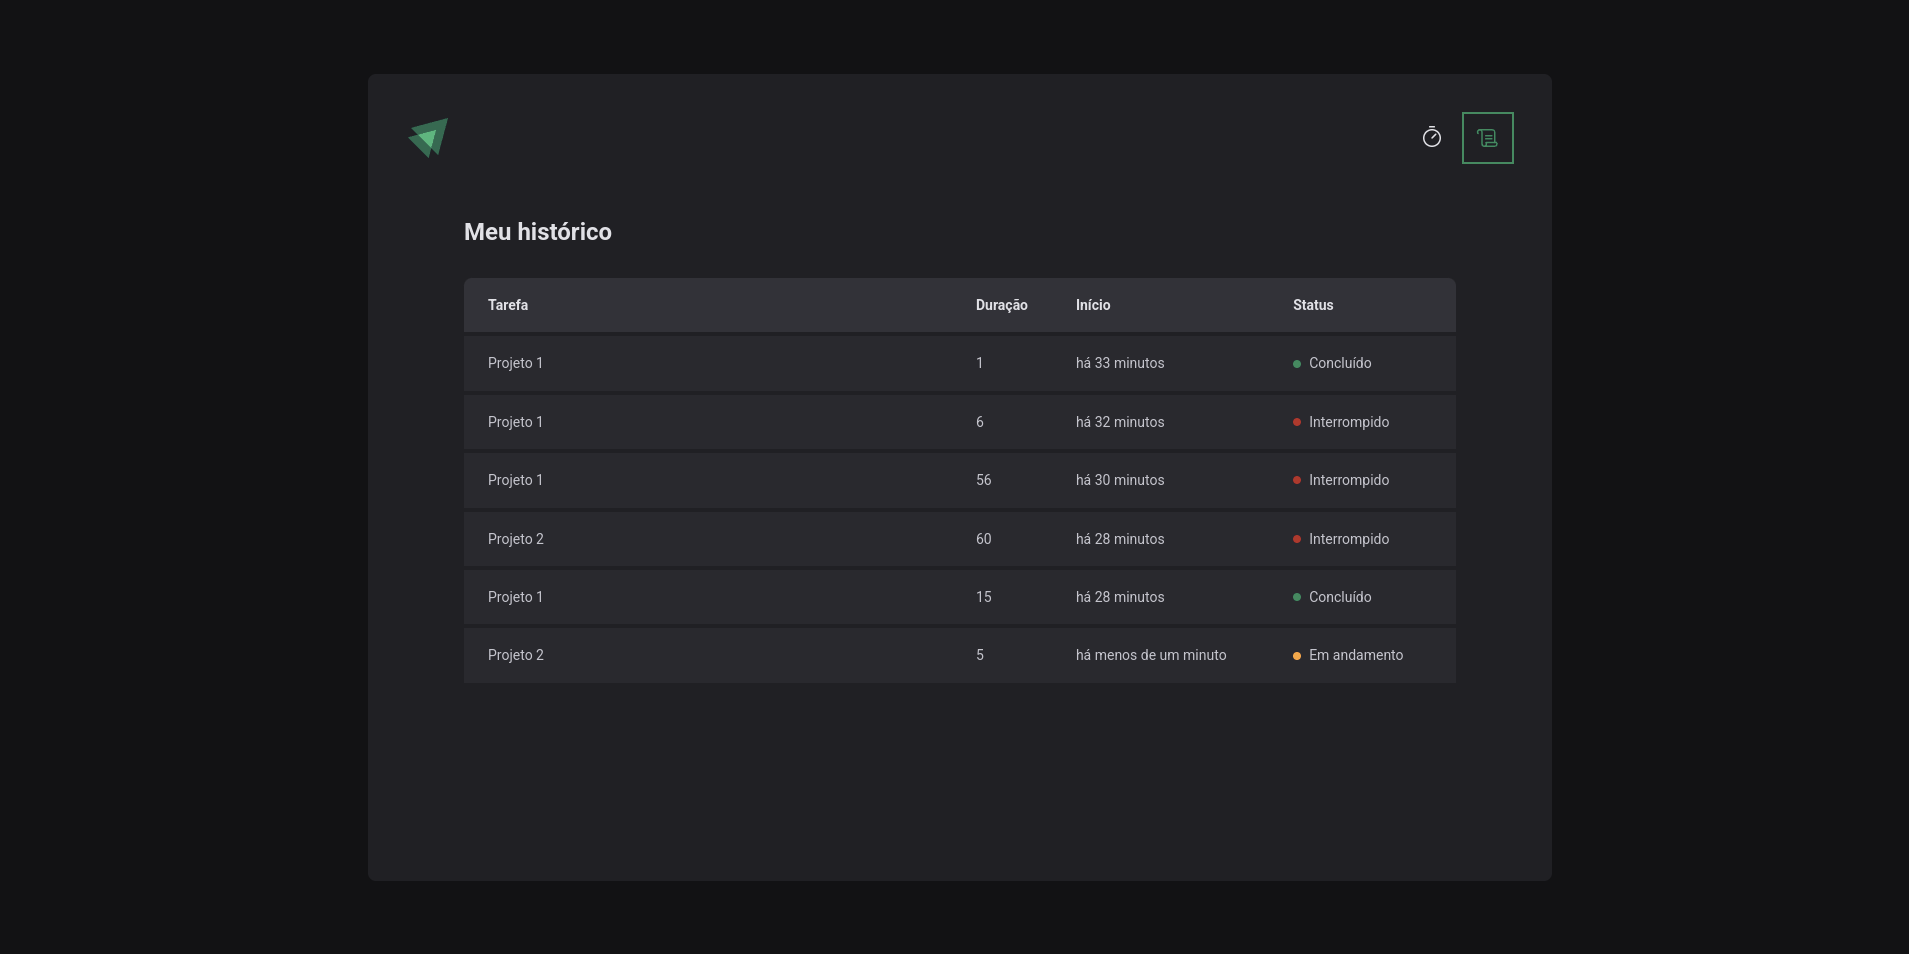 Meu histórico
Tarefa Duração Início Status
Projeto 1 1 há 33 minutos Concluído
Projeto 1 6 há 32 minutos Interrompido
Projeto 1 56 há 30 minutos Interrompido
Projeto 2 60 há 28 minutos Interrompido
Projeto 1 15 há 28 minutos Concluído
Projeto 2 5 há menos de um minuto Em andamento